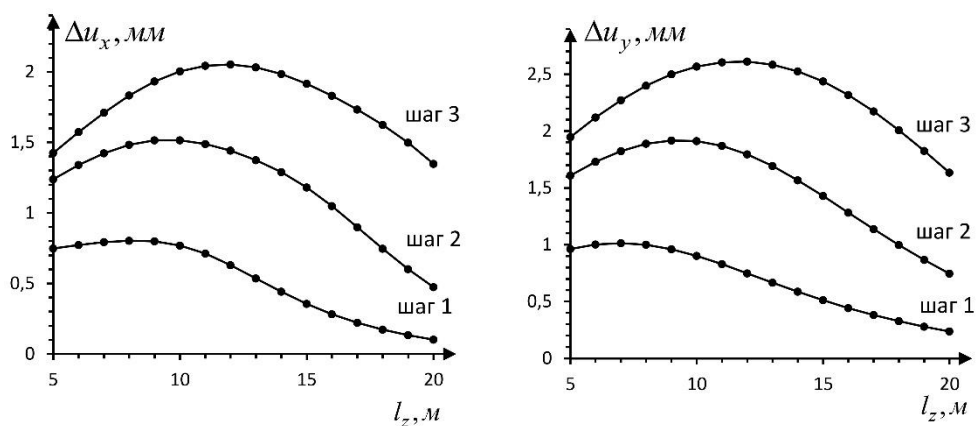 Δuₓ, мм
2
1,5
1
0,5
0
шаг 3
шаг 2
шаг 1
5 10 15 20
l_z, м
Δu_y, мм
2,5
2
1,5
1
0,5
0
шаг 3
шаг 2
шаг 1
5 10 15 20
l_z, м